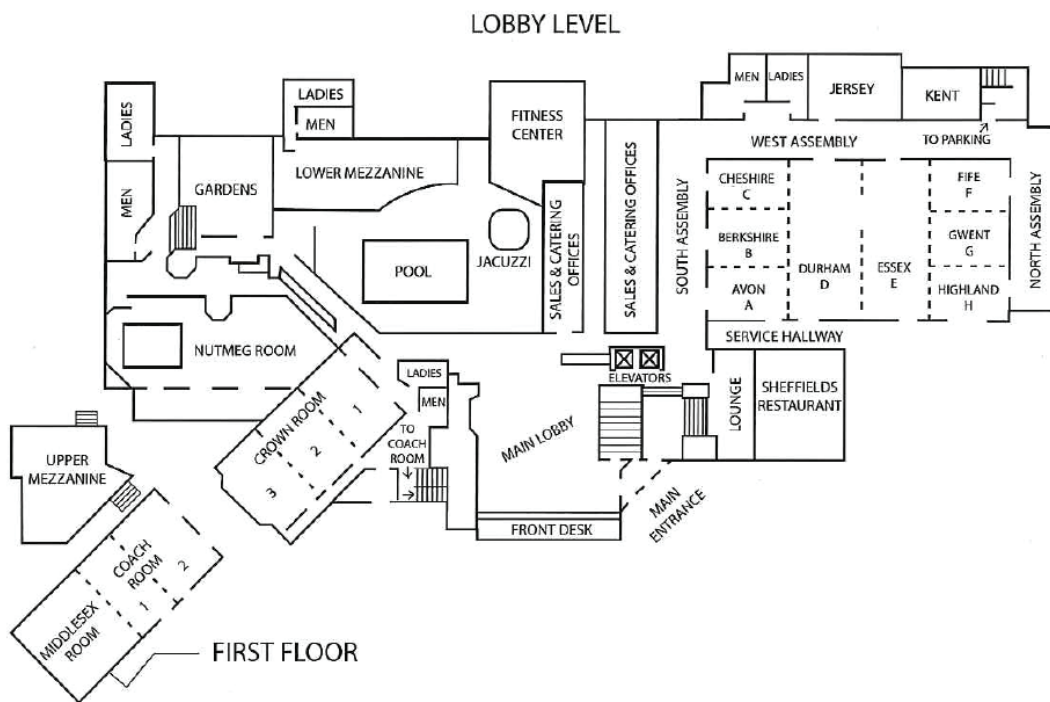 LOBBY LEVEL
LADIES
MEN
LADIES
MEN
GARDENS
LOWER MEZZANINE
FITNESS
CENTER
POOL
JACUZZI
SALES & CATERING
OFFICES
SALES & CATERING OFFICES
MEN
LADIES
JERSEY
KENT
TO PARKING
WEST ASSEMBLY
SOUTH ASSEMBLY
NORTH ASSEMBLY
CHESHIRE
C
BERKSHIRE
B
AVON
A
DURHAM
D
ESSEX
E
FIFE
F
GWENT
G
HIGHLAND
H
SERVICE HALLWAY
NUTMEG ROOM
CROWN ROOM
1
2
3
LADIES
MEN
TO
COACH
ROOM
MAIN LOBBY
ELEVATORS
LOUNGE
SHEFFIELDS
RESTAURANT
MAIN
ENTRANCE
FRONT DESK
UPPER
MEZZANINE
COACH
ROOM
1
2
MIDDLESEX
ROOM
FIRST FLOOR